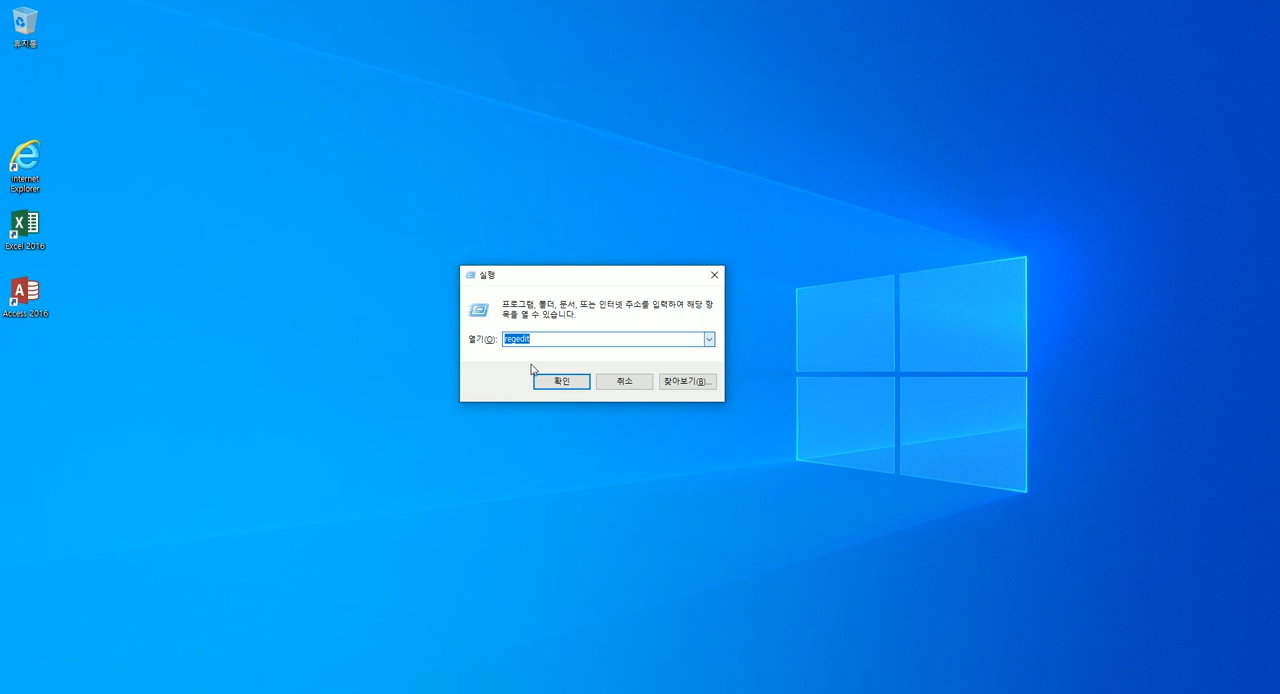 휴지통
Internet
Explorer
Excel 2016
Access 2016
실행
프로그램, 폴더, 문서, 또는 인터넷 주소를 입력하여 해당 항
목을 열 수 있습니다.
열기(O): regedit
확인 취소 찾아보기(B)...